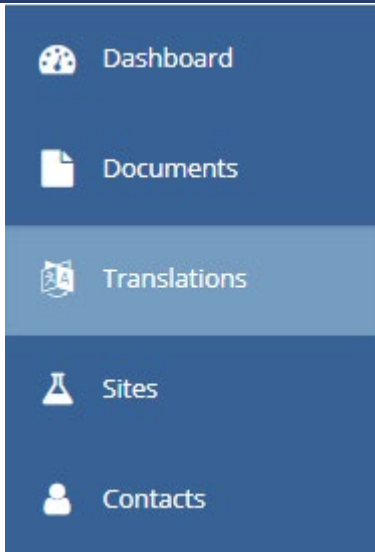 Dashboard
Documents
Translations
Sites
Contacts